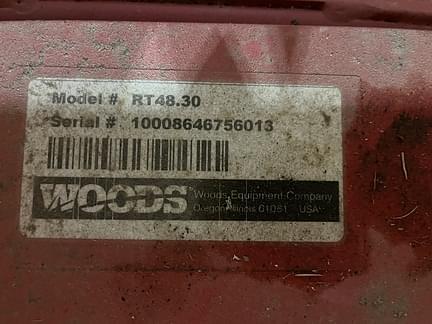 Model # RT48.30
Serial # 10008646756013
WOODS
Woods Equipment Company
Oregon, Illinois 61061 USA